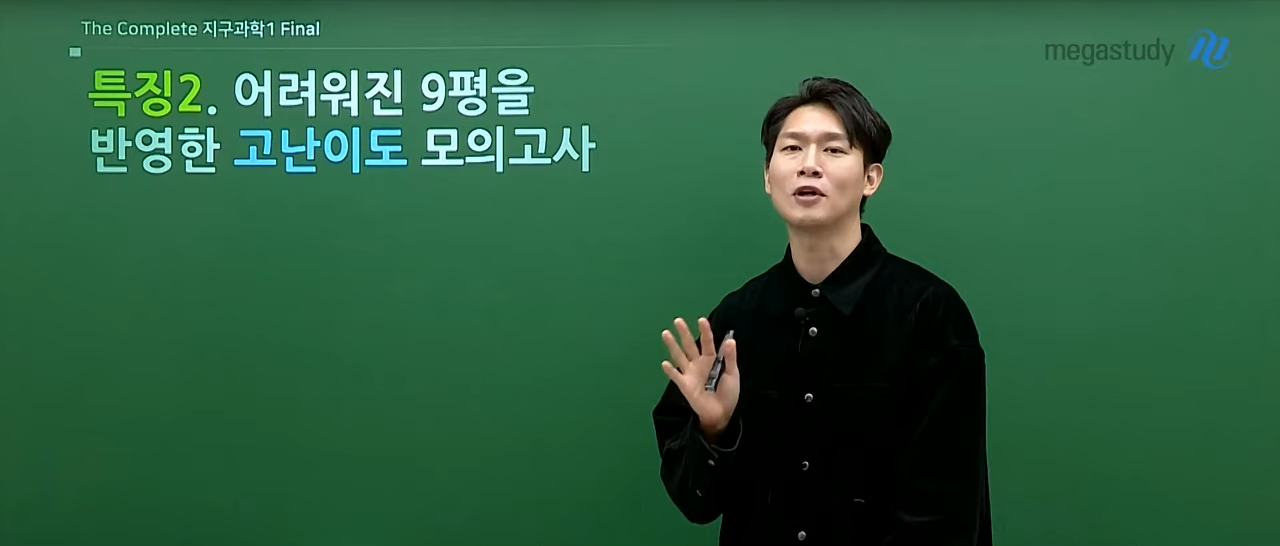 The Complete 지구과학1 Final
megastudy
특징2. 어려워진 9평을
반영한 고난이도 모의고사